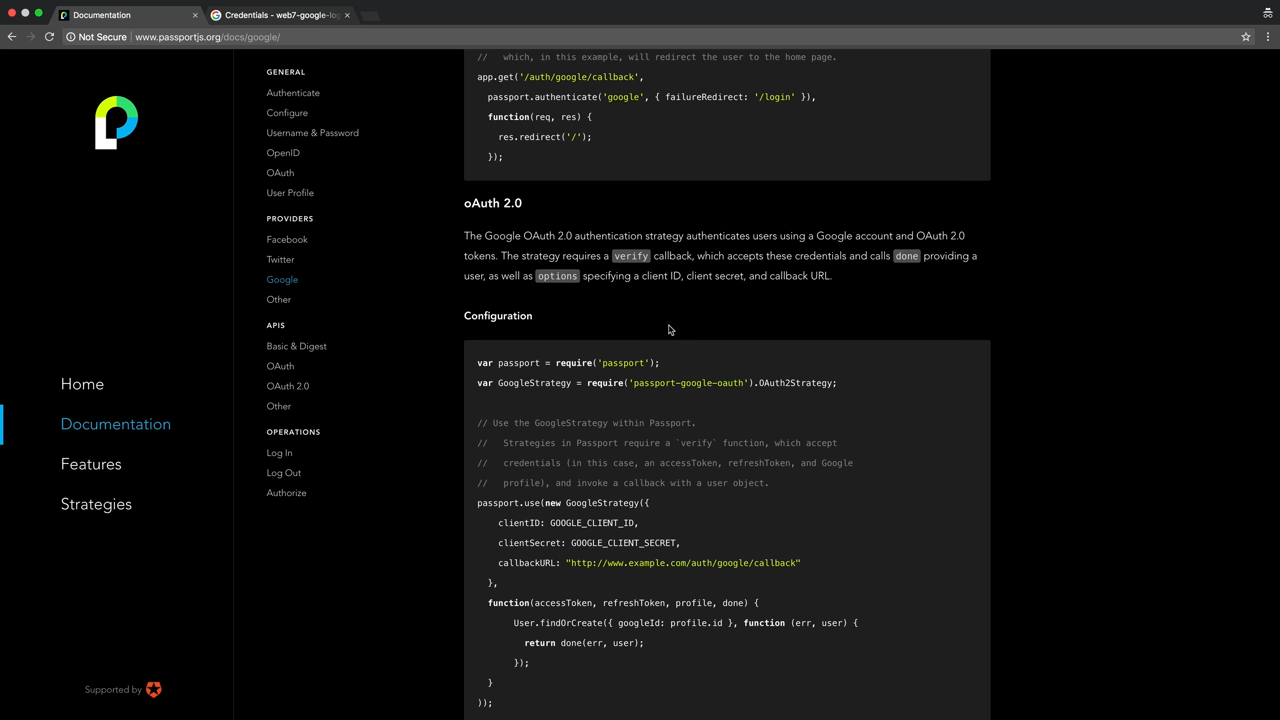 Documentation
Credentials - web7-google-log
Not Secure
www.passportjs.org/docs/google/
Home
Documentation
Features
Strategies
Supported by
GENERAL
Authenticate
Configure
Username & Password
OpenID
OAuth
User Profile
PROVIDERS
Facebook
Twitter
Google
Other
APIS
Basic & Digest
OAuth
OAuth 2.0
Other
OPERATIONS
Log In
Log Out
Authorize
//   which, in this example, will redirect the user to the home page.
app.get('/auth/google/callback',
passport.authenticate('google', { failureRedirect: '/login' }),
function(req, res) {
res.redirect('/');
});
oAuth 2.0
The Google OAuth 2.0 authentication strategy authenticates users using a Google account and OAuth 2.0
tokens. The strategy requires a verify callback, which accepts these credentials and calls done providing a
user, as well as options specifying a client ID, client secret, and callback URL.
Configuration
var passport = require('passport');
var GoogleStrategy = require('passport-google-oauth').OAuth2Strategy;
// Use the GoogleStrategy within Passport.
//   Strategies in Passport require a `verify` function, which accept
//   credentials (in this case, an accessToken, refreshToken, and Google
//   profile), and invoke a callback with a user object.
passport.use(new GoogleStrategy({
clientID: GOOGLE_CLIENT_ID,
clientSecret: GOOGLE_CLIENT_SECRET,
callbackURL: "http://www.example.com/auth/google/callback"
},
function(accessToken, refreshToken, profile, done) {
User.findOrCreate({ googleId: profile.id }, function (err, user) {
return done(err, user);
});
}
));